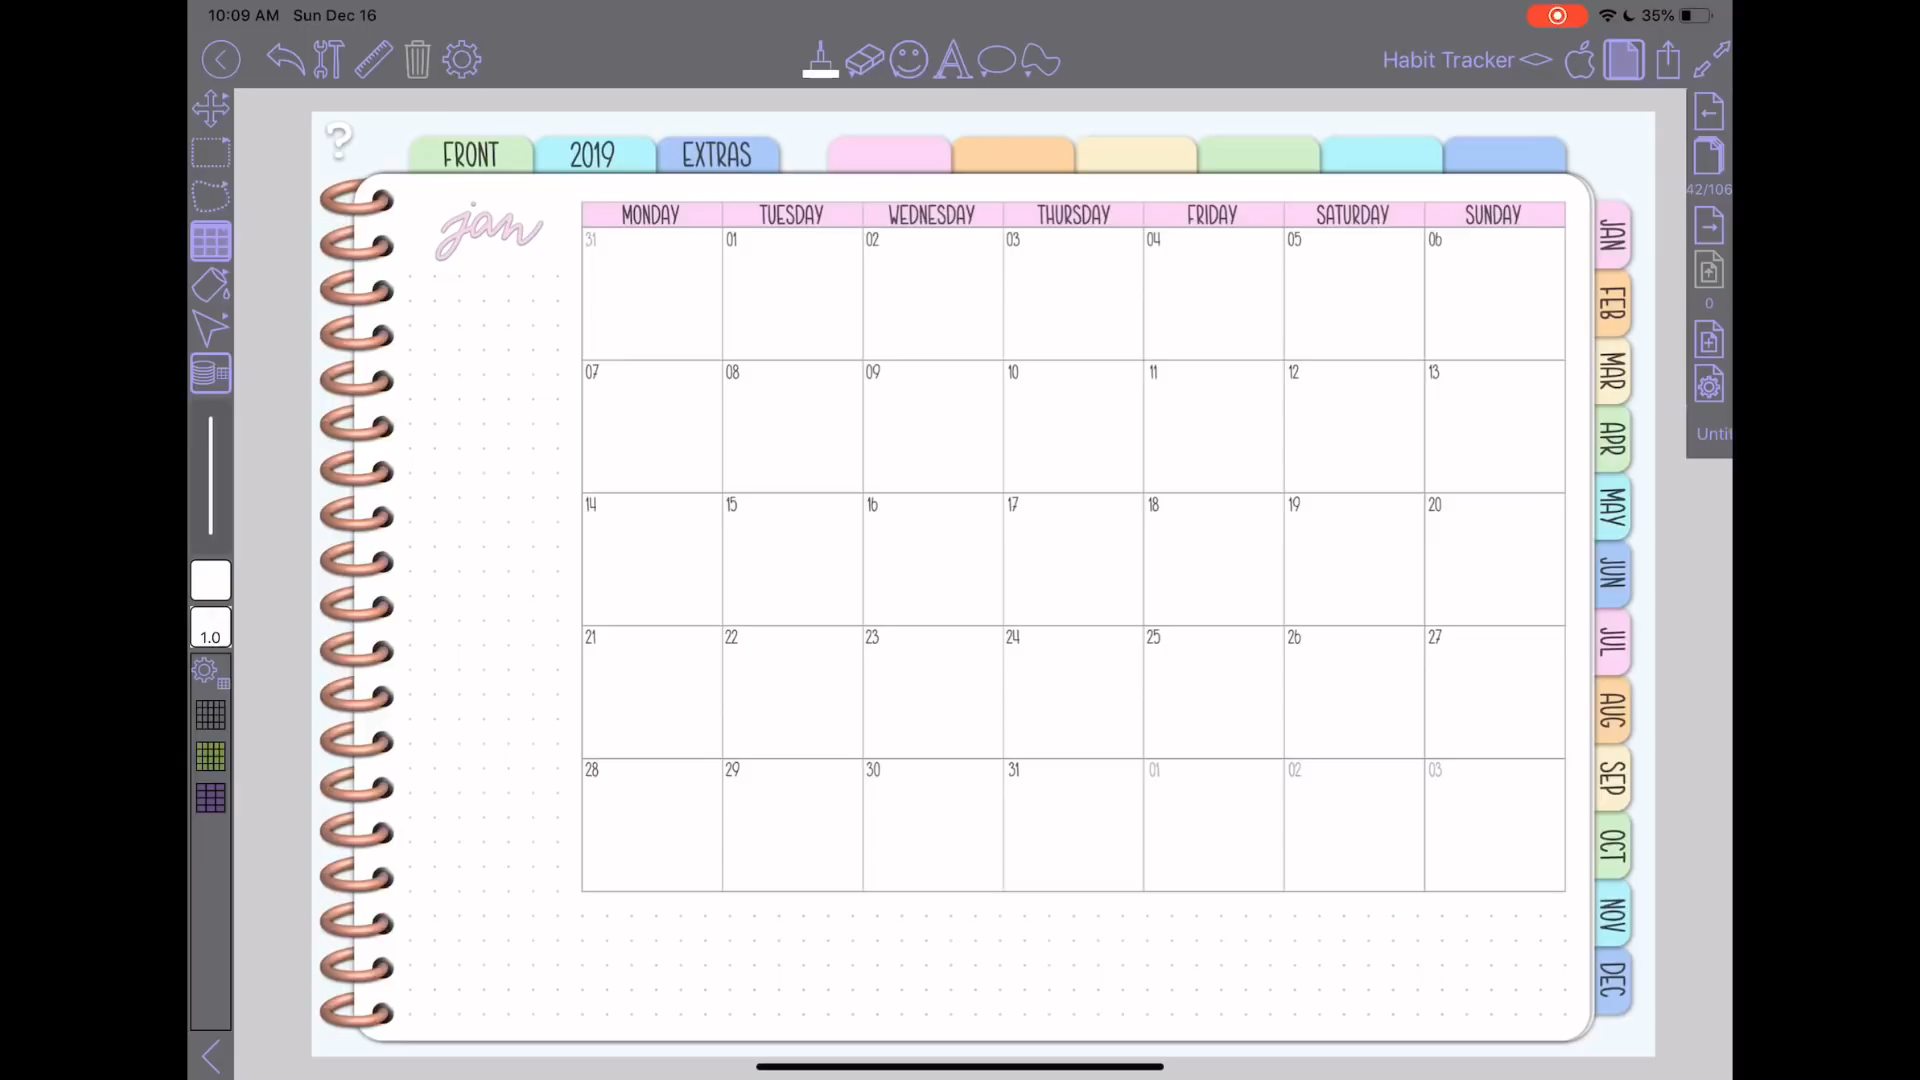 10:09 AM Sun Dec 16 35%
Habit Tracker
FRONT 2019 EXTRAS
42/106
jan
MONDAY TUESDAY WEDNESDAY THURSDAY FRIDAY SATURDAY SUNDAY
31 01 02 03 04 05 06
07 08 09 10 11 12 13
14 15 16 17 18 19 20
21 22 23 24 25 26 27
28 29 30 31 01 02 03
JAN
FEB
MAR
APR
MAY
JUN
JUL
AUG
SEP
OCT
NOV
DEC
0
Untit
1.0